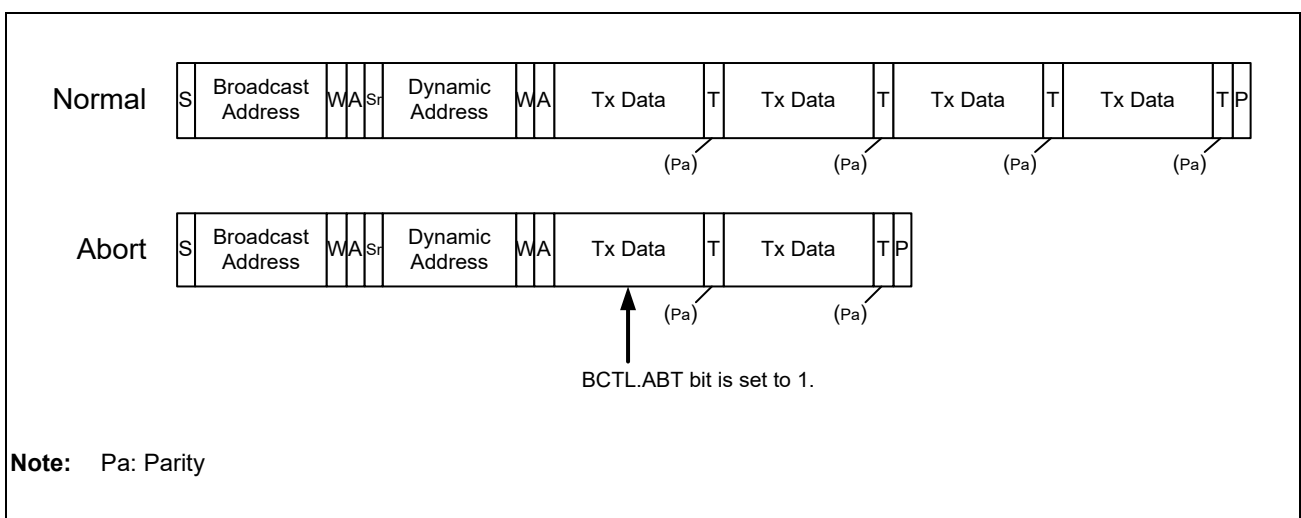 Normal S Broadcast Address W A Sr Dynamic Address W A Tx Data T Tx Data T Tx Data T Tx Data T P
(Pa) (Pa) (Pa) (Pa)
Abort S Broadcast Address W A Sr Dynamic Address W A Tx Data T Tx Data T P
(Pa) (Pa)
BCTL.ABT bit is set to 1.
Note: Pa: Parity